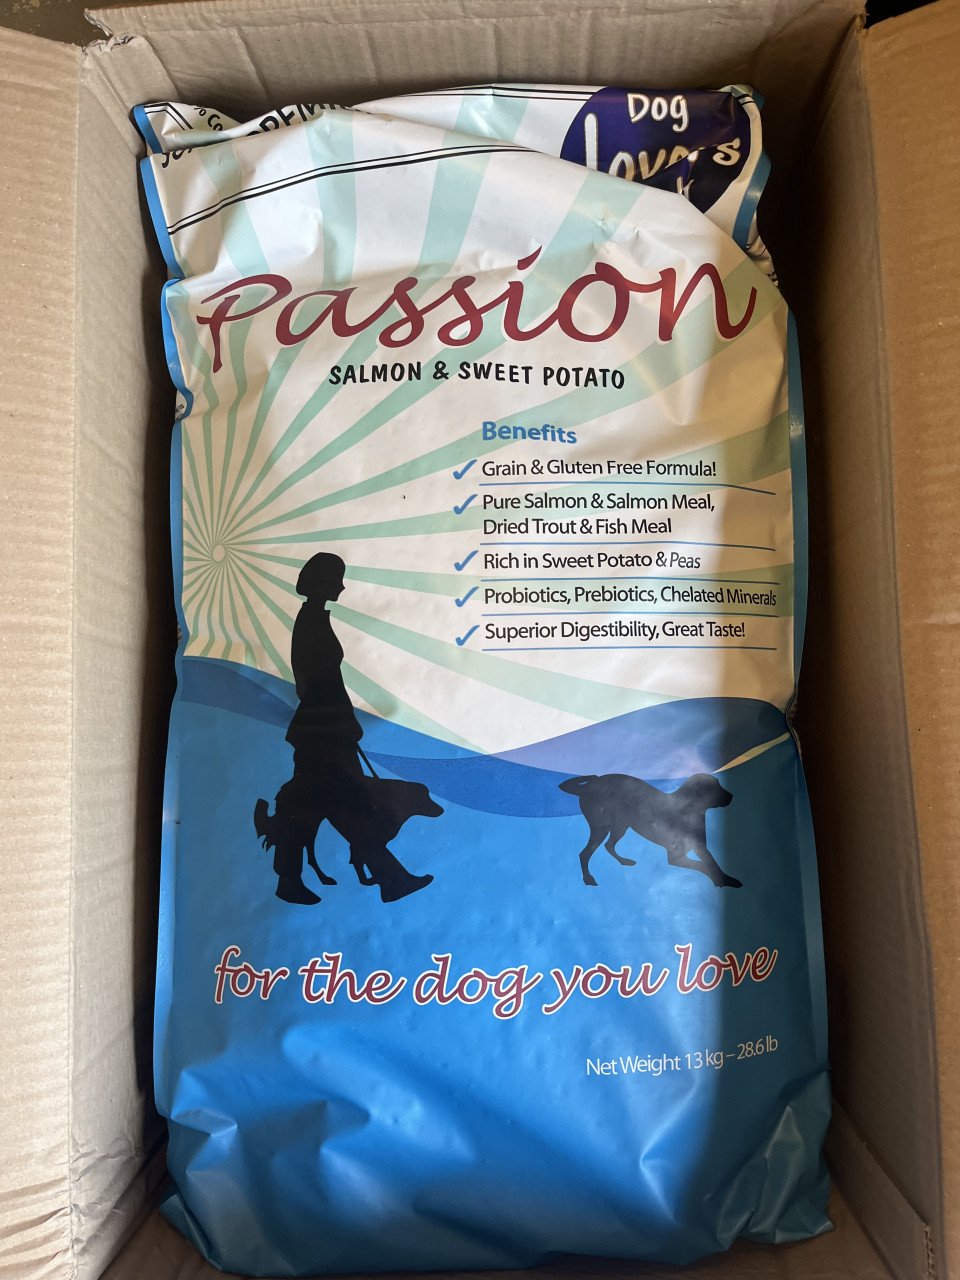 Dog
Lover's
Passion
SALMON & SWEET POTATO
Benefits
Grain & Gluten Free Formula!
Pure Salmon & Salmon Meal,
Dried Trout & Fish Meal
Rich in Sweet Potato & Peas
Probiotics, Prebiotics, Chelated Minerals
Superior Digestibility, Great Taste!
for the dog you love
Net Weight 13 kg – 28.6 lb